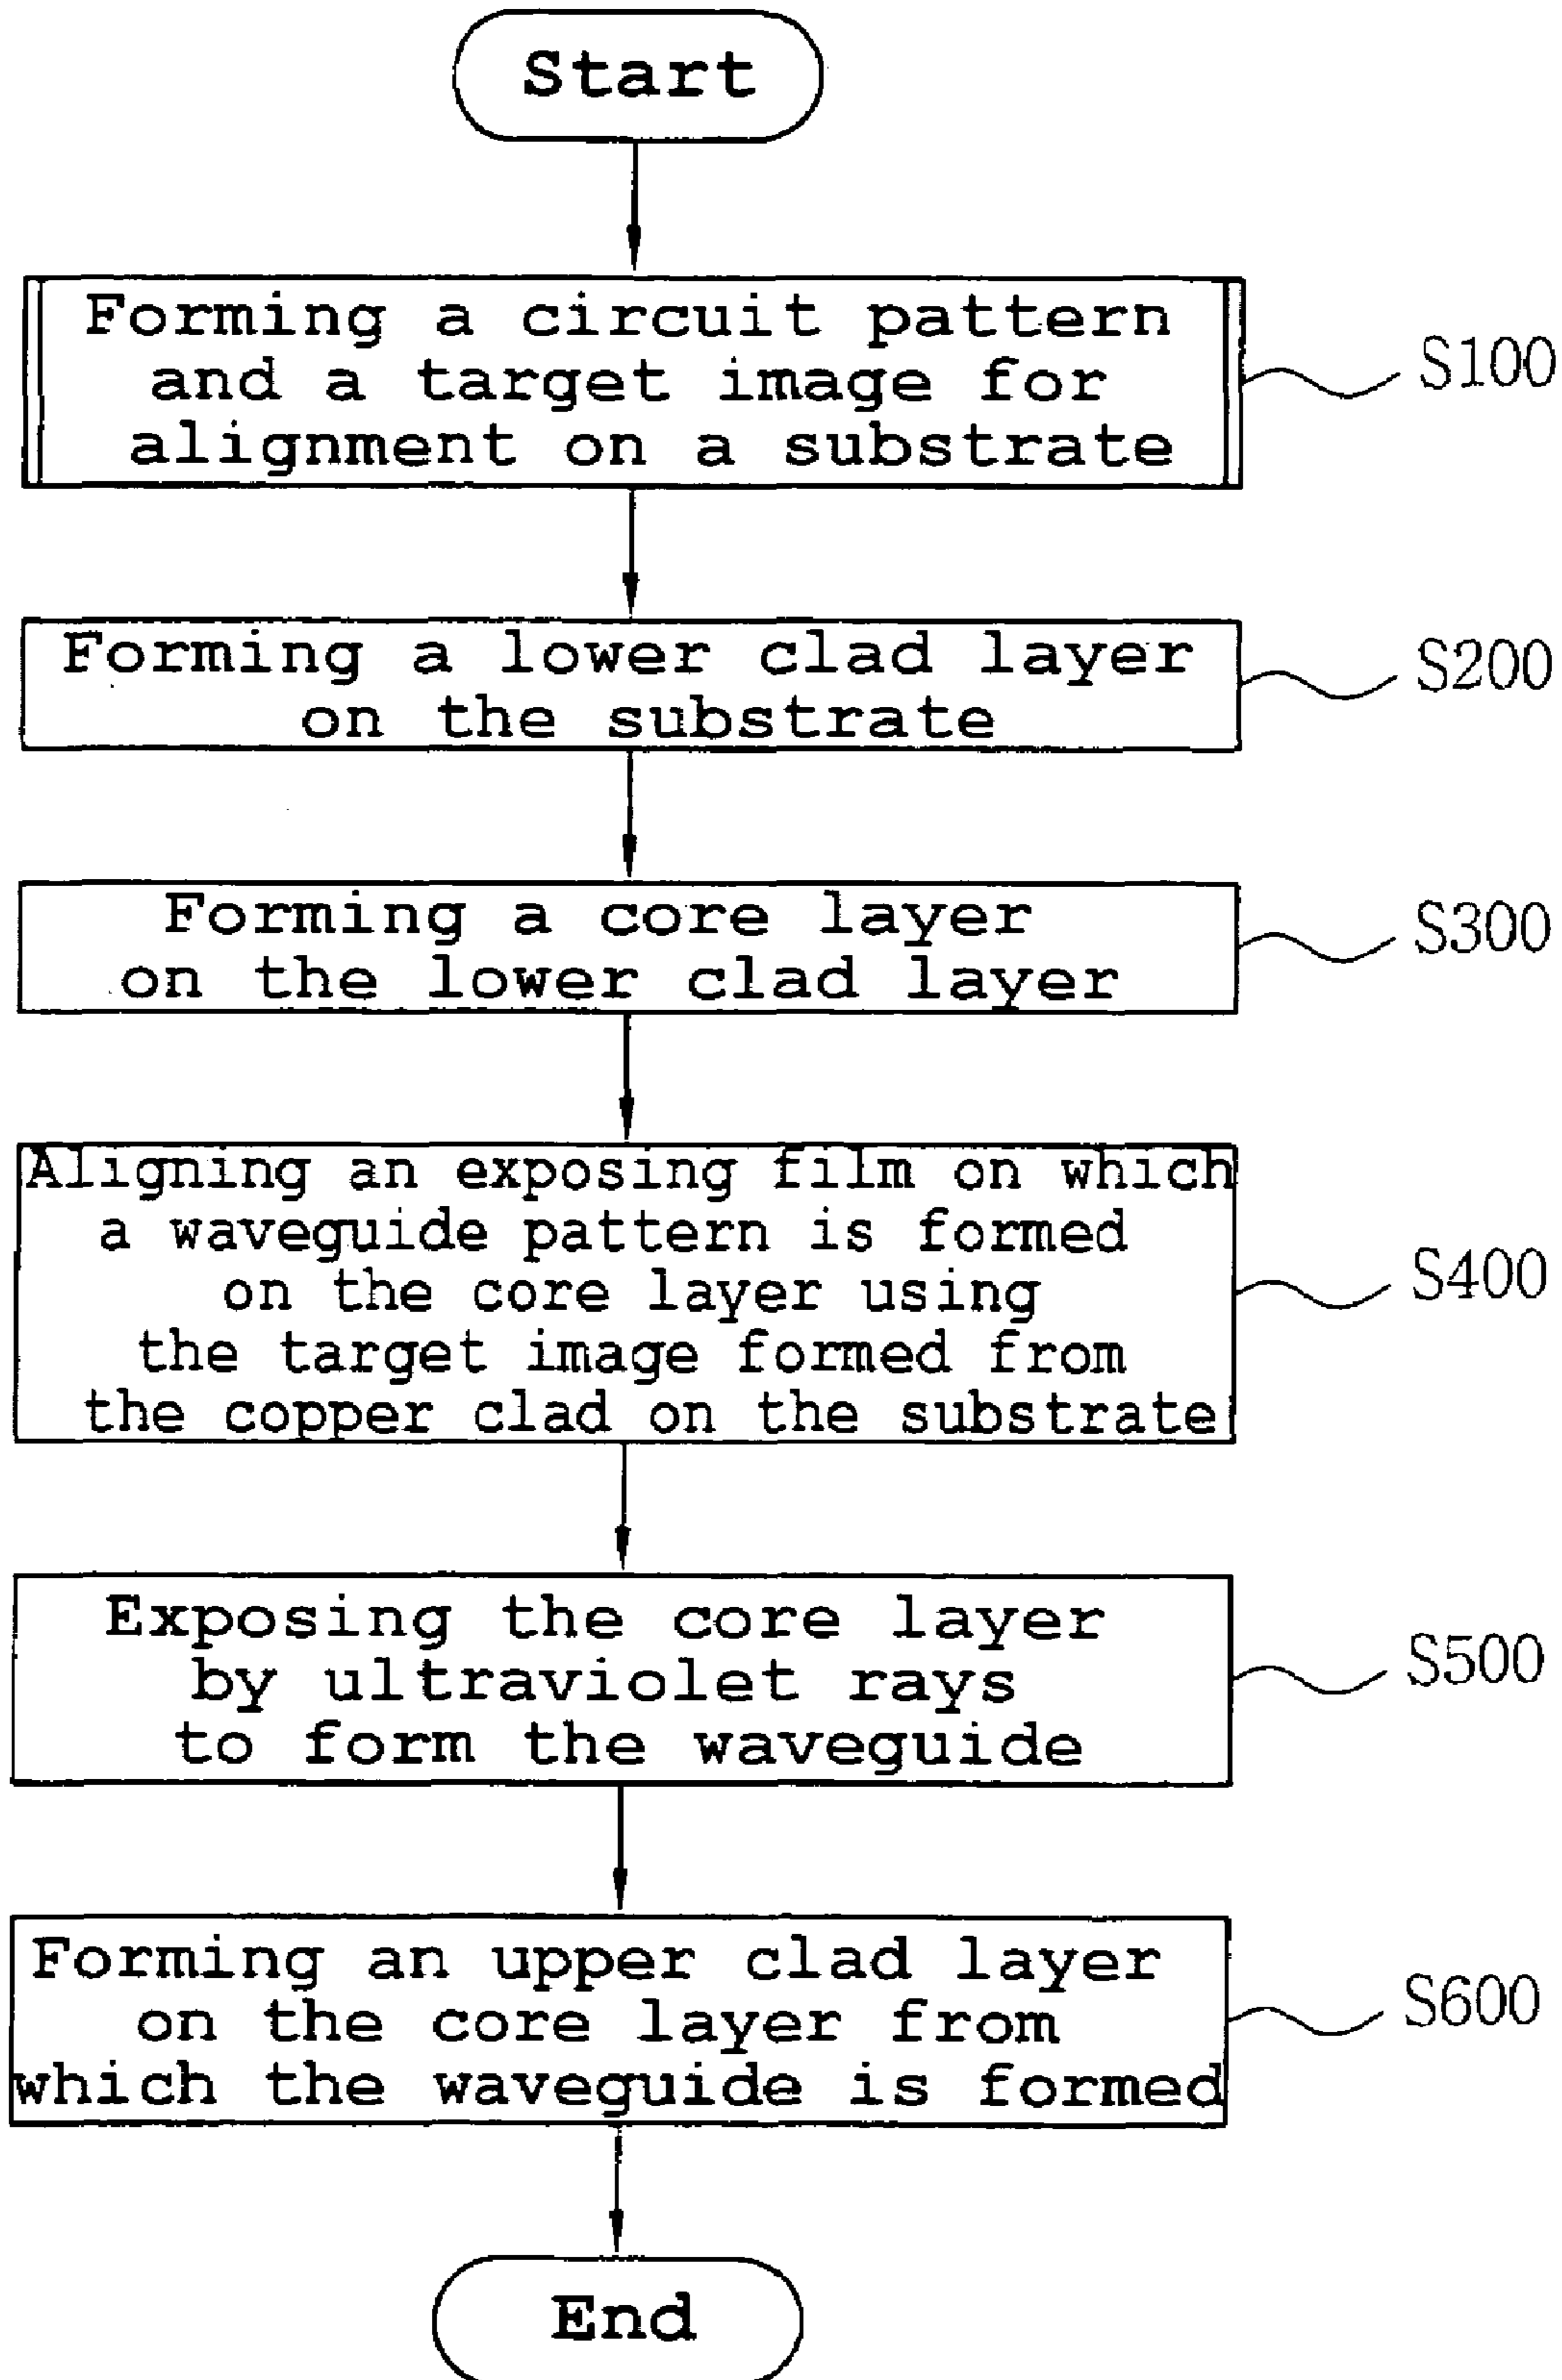 Start
Forming a circuit pattern
and a target image for
alignment on a substrate
S100
Forming a lower clad layer
on the substrate
S200
Forming a core layer
on the lower clad layer
S300
Aligning an exposing film on which
a waveguide pattern is formed
on the core layer using
the target image formed from
the copper clad on the substrate
S400
Exposing the core layer
by ultraviolet rays
to form the waveguide
S500
Forming an upper clad layer
on the core layer from
which the waveguide is formed
S600
End